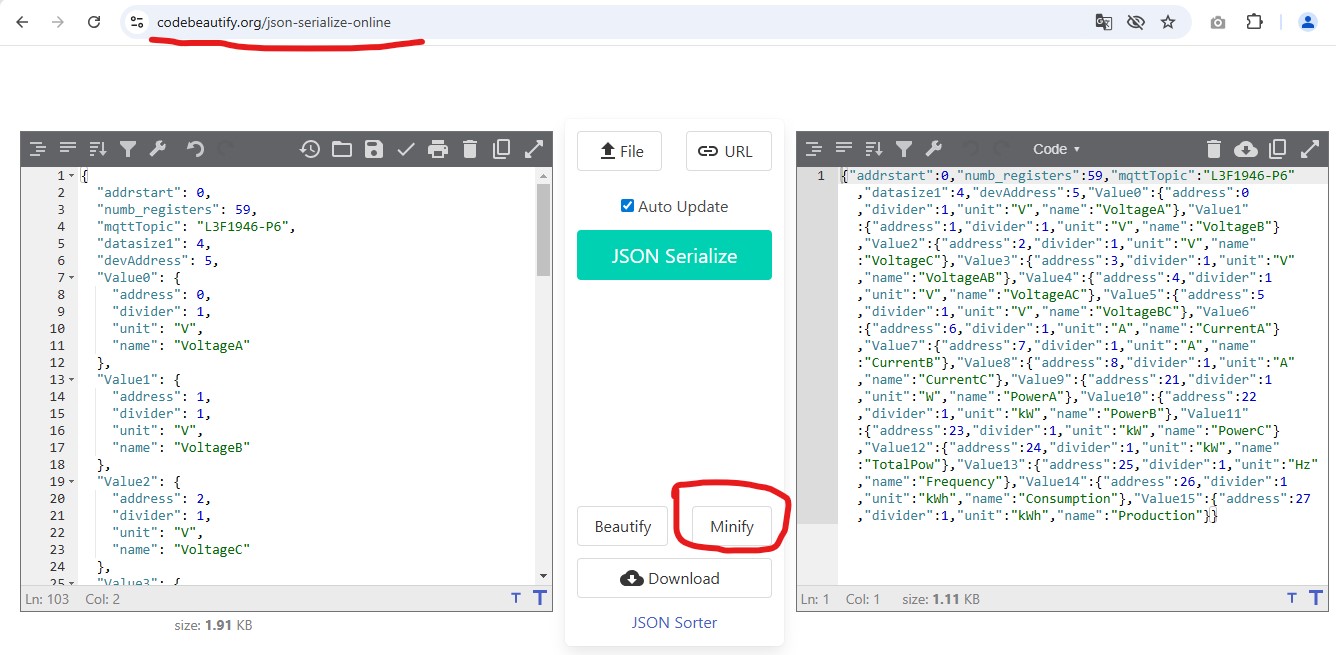 codebeautify.org/json-serialize-online
1 {
2 "addrstart": 0,
3 "numb_registers": 59,
4 "mqttTopic": "L3F1946-P6",
5 "datasize1": 4,
6 "devAddress": 5,
7 "Value0": {
8 "address": 0,
9 "divider": 1,
10 "unit": "V",
11 "name": "VoltageA"
12 },
13 "Value1": {
14 "address": 1,
15 "divider": 1,
16 "unit": "V",
17 "name": "VoltageB"
18 },
19 "Value2": {
20 "address": 2,
21 "divider": 1,
22 "unit": "V",
23 "name": "VoltageC"
24 },
25 "Value3": {
Ln: 103 Col: 2
size: 1.91 KB
File
URL
Auto Update
JSON Serialize
Beautify
Minify
Download
JSON Sorter
Code
1 {"addrstart":0,"numb_registers":59,"mqttTopic":"L3F1946-P6"
,"datasize1":4,"devAddress":5,"Value0":{"address":0
,"divider":1,"unit":"V","name":"VoltageA"},"Value1"
:{"address":1,"divider":1,"unit":"V","name":"VoltageB"}
,"Value2":{"address":2,"divider":1,"unit":"V","name"
:"VoltageC"},"Value3":{"address":3,"divider":1,"unit":"V"
,"name":"VoltageAB"},"Value4":{"address":4,"divider":1
,"unit":"V","name":"VoltageAC"},"Value5":{"address":5
,"divider":1,"unit":"V","name":"VoltageBC"},"Value6"
:{"address":6,"divider":1,"unit":"A","name":"CurrentA"}
,"Value7":{"address":7,"divider":1,"unit":"A","name"
:"CurrentB"},"Value8":{"address":8,"divider":1,"unit":"A"
,"name":"CurrentC"},"Value9":{"address":21,"divider":1
,"unit":"W","name":"PowerA"},"Value10":{"address":22
,"divider":1,"unit":"kW","name":"PowerB"},"Value11"
:{"address":23,"divider":1,"unit":"kW","name":"PowerC"}
,"Value12":{"address":24,"divider":1,"unit":"kW","name"
:"TotalPow"},"Value13":{"address":25,"divider":1,"unit":"Hz"
,"name":"Frequency"},"Value14":{"address":26,"divider":1
,"unit":"kWh","name":"Consumption"},"Value15":{"address":27
,"divider":1,"unit":"kWh","name":"Production"}}
Ln: 1 Col: 1 size: 1.11 KB